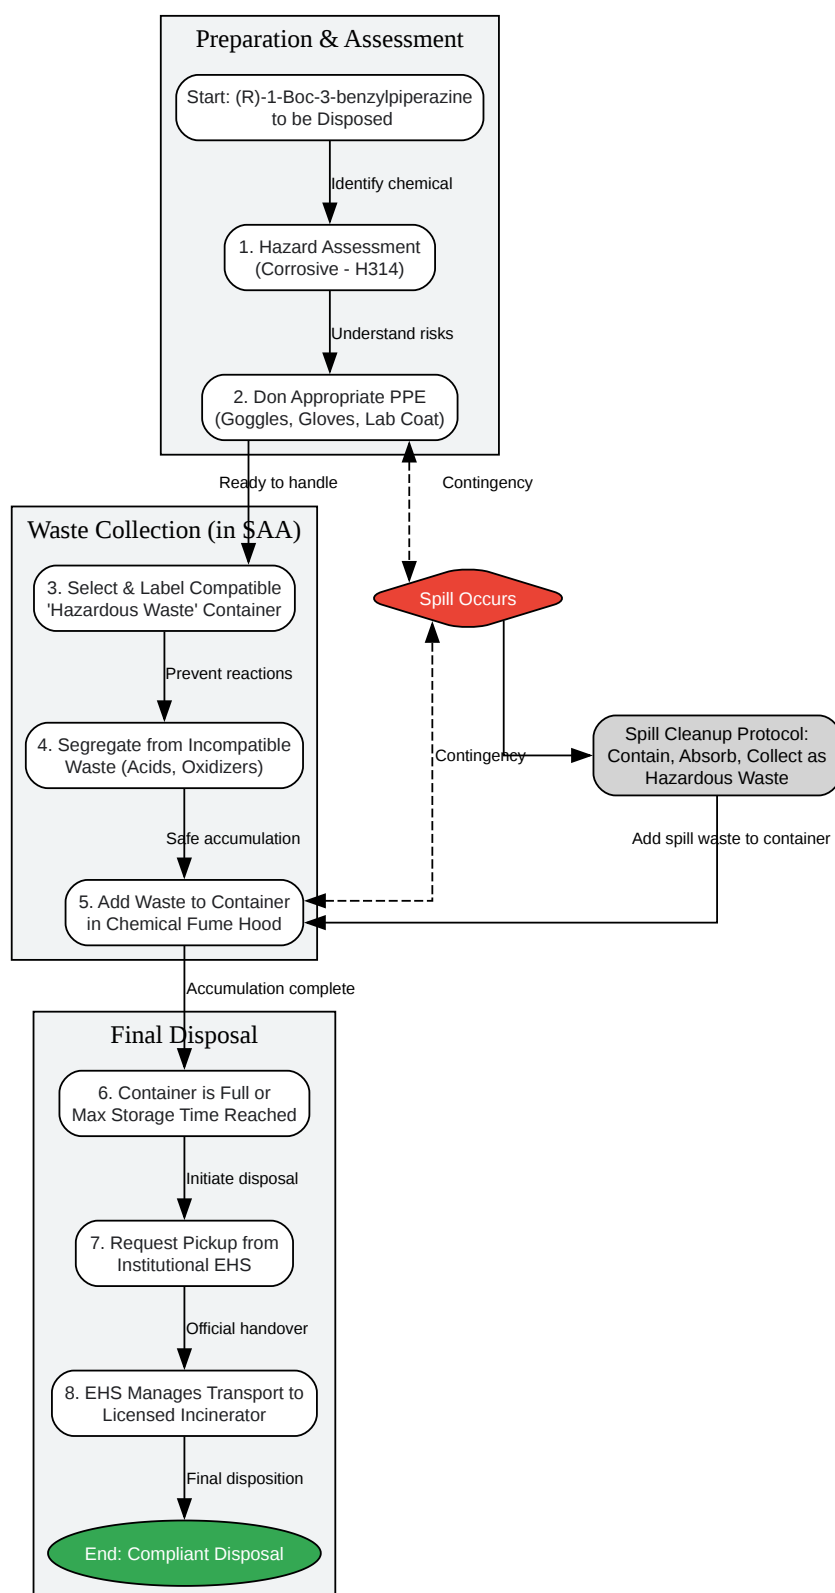 Preparation & Assessment
Start: (R)-1-Boc-3-benzylpiperazine
to be Disposed
Identify chemical
1. Hazard Assessment
(Corrosive - H314)
Understand risks
2. Don Appropriate PPE
(Goggles, Gloves, Lab Coat)
Ready to handle
Contingency
Waste Collection (in SAA)
3. Select & Label Compatible
'Hazardous Waste' Container
Spill Occurs
Prevent reactions
4. Segregate from Incompatible
Waste (Acids, Oxidizers)
Contingency
Spill Cleanup Protocol:
Contain, Absorb, Collect as
Hazardous Waste
Safe accumulation
Add spill waste to container
5. Add Waste to Container
in Chemical Fume Hood
Accumulation complete
Final Disposal
6. Container is Full or
Max Storage Time Reached
Initiate disposal
7. Request Pickup from
Institutional EHS
Official handover
8. EHS Manages Transport to
Licensed Incinerator
Final disposition
End: Compliant Disposal